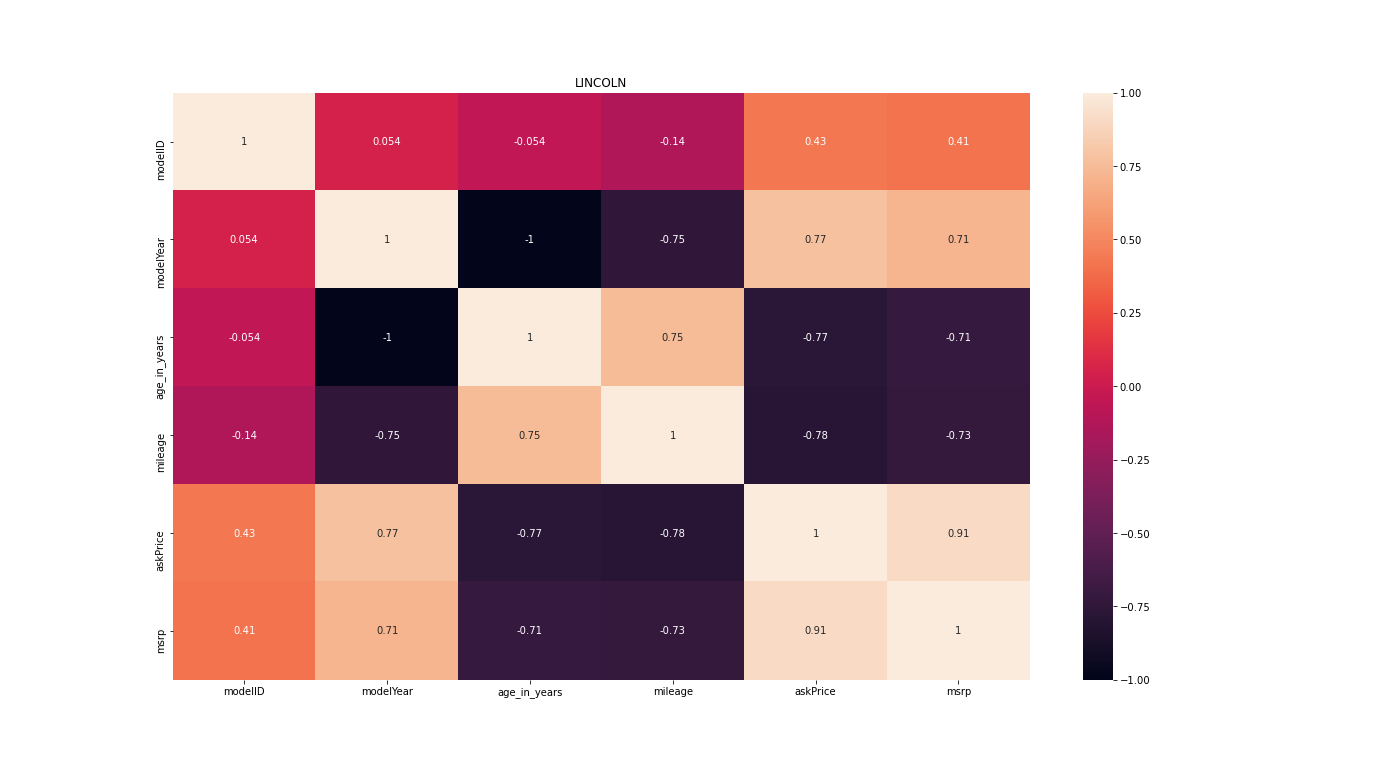 LINCOLN
modelID 1 0.054 -0.054 -0.14 0.43 0.41
modelYear 0.054 1 -1 -0.75 0.77 0.71
age_in_years -0.054 -1 1 0.75 -0.77 -0.71
mileage -0.14 -0.75 0.75 1 -0.78 -0.73
askPrice 0.43 0.77 -0.77 -0.78 1 0.91
msrp 0.41 0.71 -0.71 -0.73 0.91 1
modelID modelYear age_in_years mileage askPrice msrp
1.00
0.75
0.50
0.25
0.00
−0.25
−0.50
−0.75
−1.00